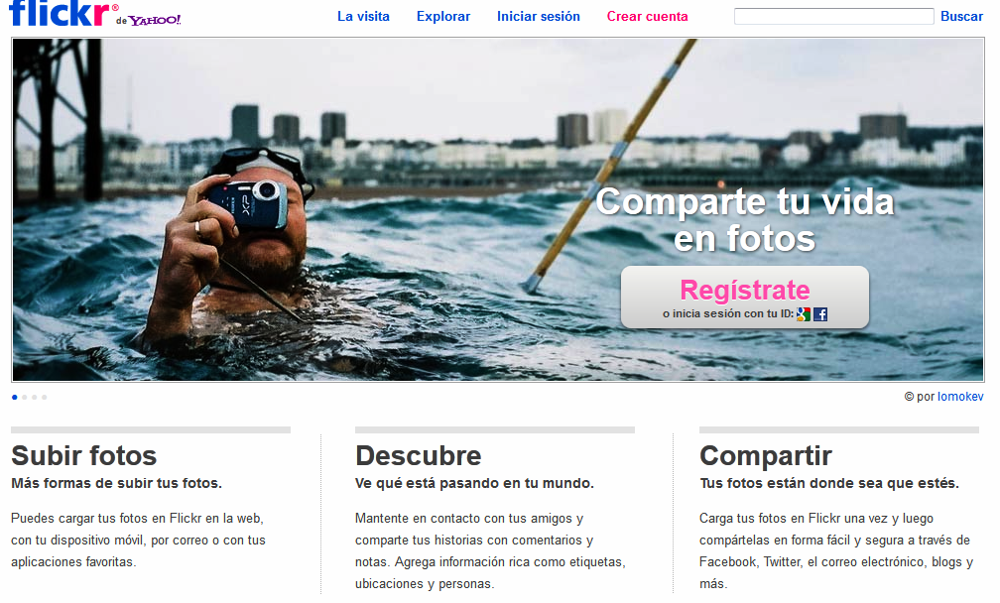 flickr® de YAHOO!
La visita Explorar Iniciar sesión Crear cuenta Buscar
XP
Comparte tu vida
en fotos
Regístrate
o inicia sesión con tu ID:
© por lomokev
Subir fotos
Más formas de subir tus fotos.
Puedes cargar tus fotos en Flickr en la web,
con tu dispositivo móvil, por correo o con tus
aplicaciones favoritas.
Descubre
Ve qué está pasando en tu mundo.
Mantente en contacto con tus amigos y
comparte tus historias con comentarios y
notas. Agrega información rica como etiquetas,
ubicaciones y personas.
Compartir
Tus fotos están donde sea que estés.
Carga tus fotos en Flickr una vez y luego
compártelas en forma fácil y segura a través de
Facebook, Twitter, el correo electrónico, blogs y
más.